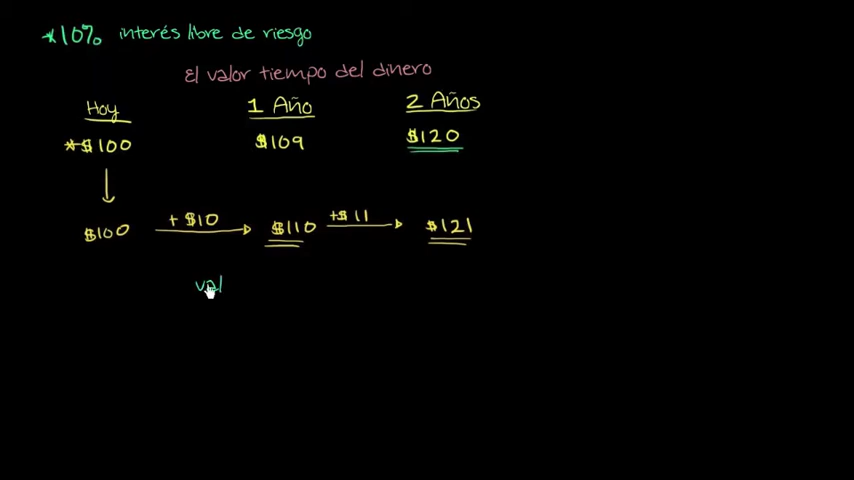 *10% interés libre de riesgo
El valor tiempo del dinero
Hoy 1 Año 2 Años
*$100 $109 $120
$100 +$10 $110 +$11 $121
val